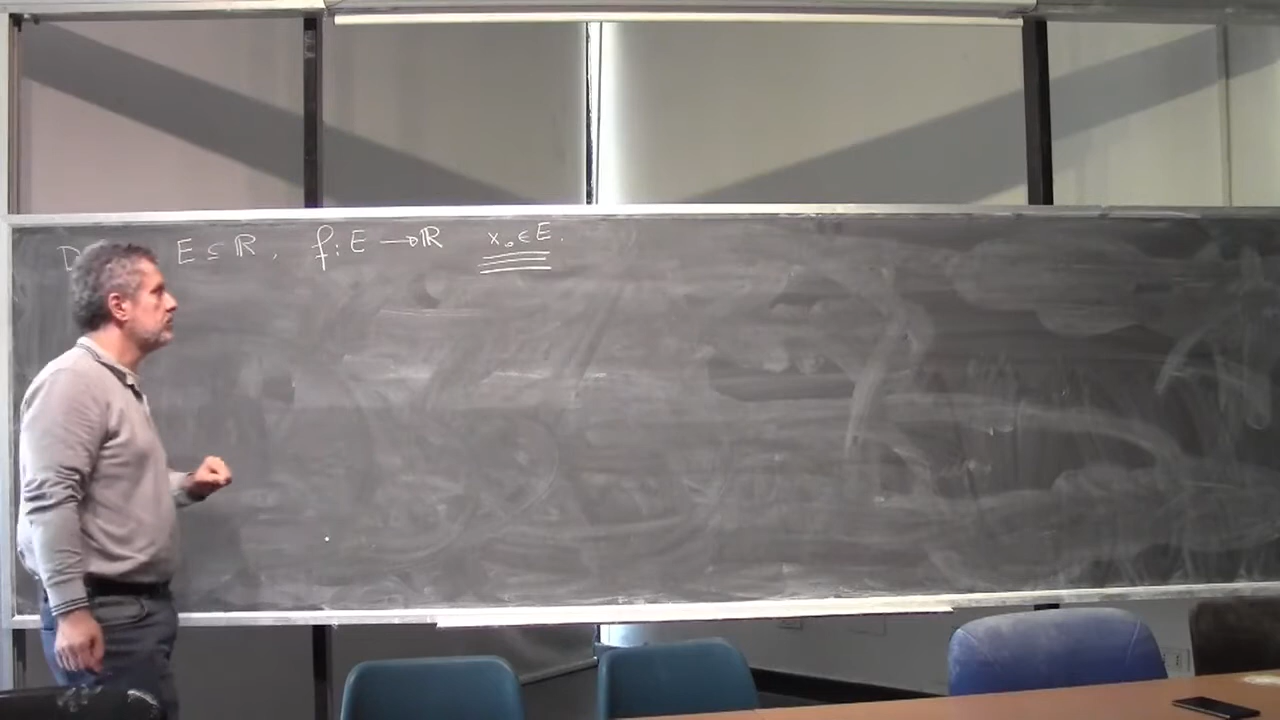 E ⊆ ℝ, f: E → ℝ x₀ ∈ E.